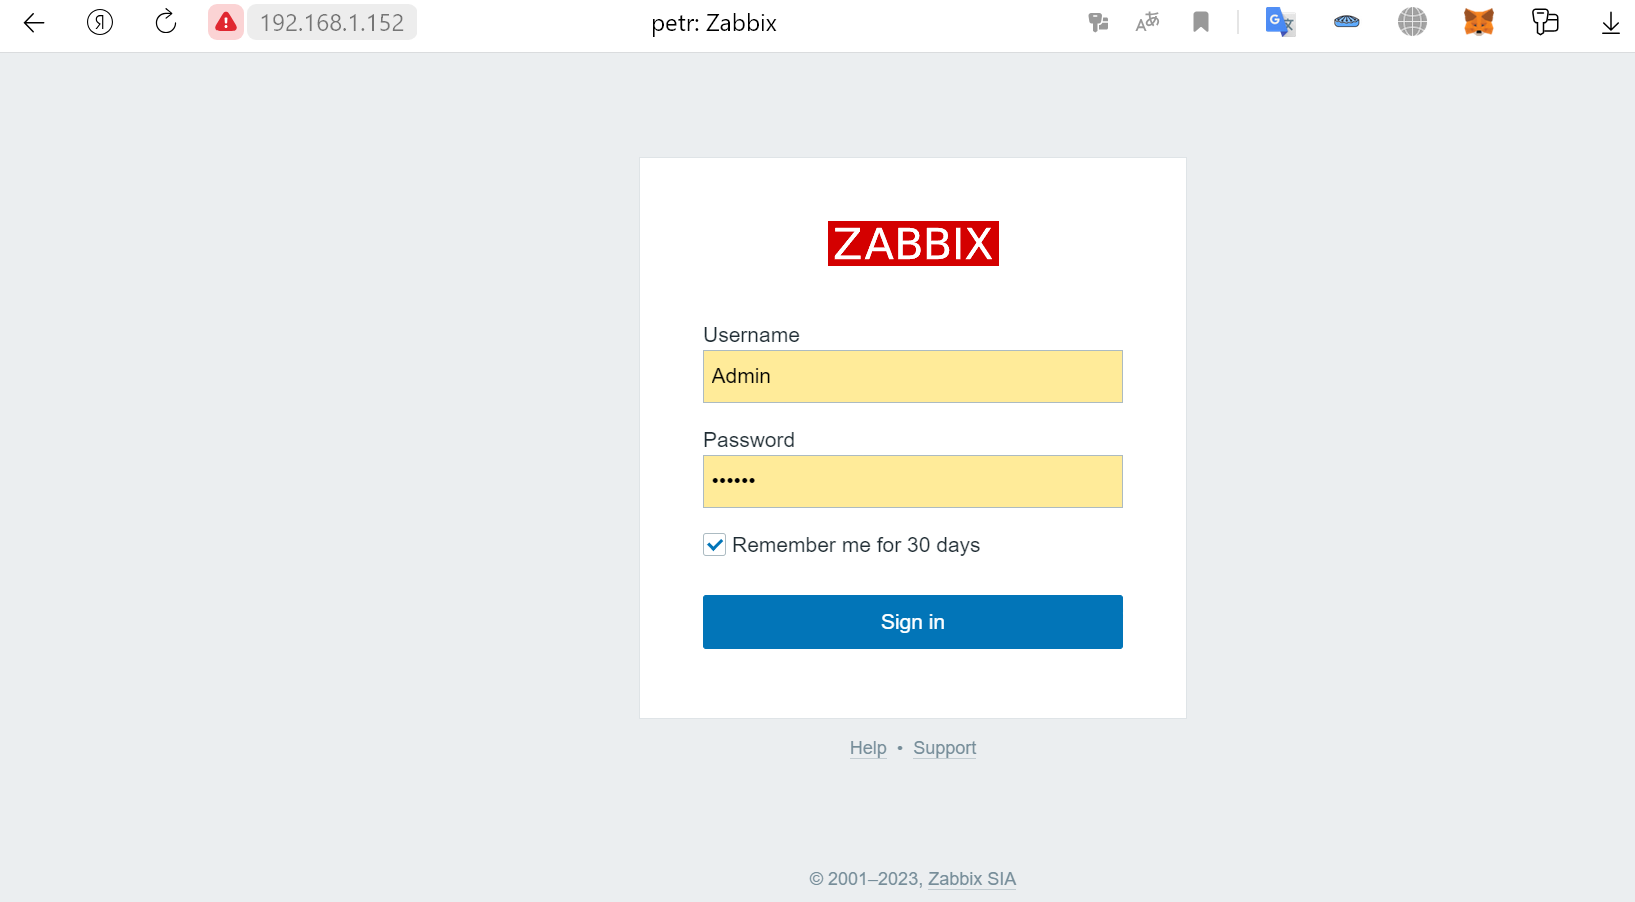 192.168.1.152 petr: Zabbix
ZABBIX
Username
Admin
Password
••••••
Remember me for 30 days
Sign in
Help • Support
© 2001–2023, Zabbix SIA